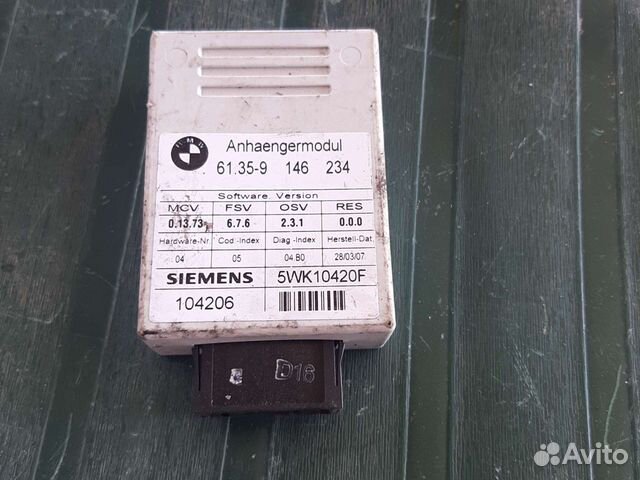 BMW
Anhaengermodul
61.35-9 146 234
Software Version
MCV FSV OSV RES
0.13.73 6.7.6 2.3.1 0.0.0
Hardware-Nr. Cod.-Index Diag.-Index Herstell-Dat.
04 05 04.B0 28/03/07
SIEMENS 5WK10420F
104206
D18
Avito